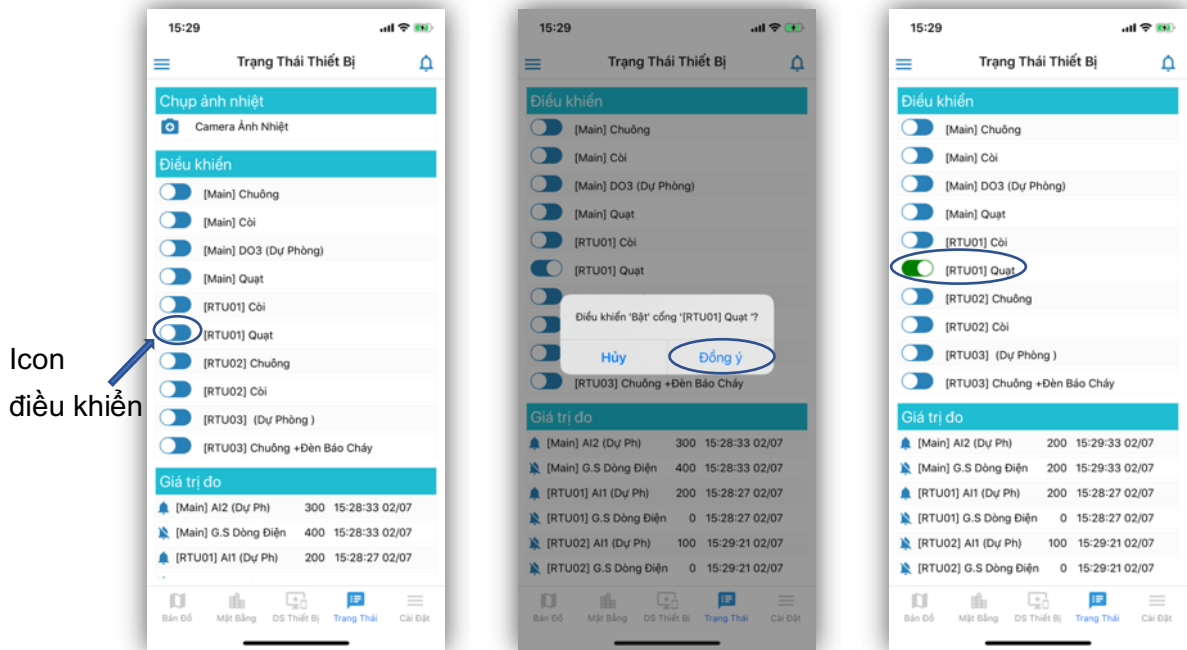 Icon
điều khiển
15:29
Trạng Thái Thiết Bị
Chụp ảnh nhiệt
Camera Ảnh Nhiệt
Điều khiển
[Main] Chuông
[Main] Còi
[Main] DO3 (Dự Phòng)
[Main] Quạt
[RTU01] Còi
[RTU01] Quạt
[RTU02] Chuông
[RTU02] Còi
[RTU03] (Dự Phòng )
[RTU03] Chuông +Đèn Báo Cháy
Giá trị đo
[Main] AI2 (Dự Ph) 300 15:28:33 02/07
[Main] G.S Dòng Điện 400 15:28:33 02/07
[RTU01] AI1 (Dự Ph) 200 15:28:27 02/07
Bản Đồ Mặt Bằng DS Thiết Bị Trạng Thái Cài Đặt
15:29
Trạng Thái Thiết Bị
Điều khiển
[Main] Chuông
[Main] Còi
[Main] DO3 (Dự Phòng)
[Main] Quạt
[RTU01] Còi
[RTU01] Quạt
Điều khiển 'Bật' cổng '[RTU01] Quạt '?
Hủy Đồng ý
[RTU03] Chuông +Đèn Báo Cháy
Giá trị đo
[Main] AI2 (Dự Ph) 300 15:28:33 02/07
[Main] G.S Dòng Điện 400 15:28:33 02/07
[RTU01] AI1 (Dự Ph) 200 15:28:27 02/07
[RTU01] G.S Dòng Điện 0 15:28:27 02/07
[RTU02] AI1 (Dự Ph) 100 15:29:21 02/07
[RTU02] G.S Dòng Điện 0 15:29:21 02/07
Bản Đồ Mặt Bằng DS Thiết Bị Trạng Thái Cài Đặt
15:29
Trạng Thái Thiết Bị
Điều khiển
[Main] Chuông
[Main] Còi
[Main] DO3 (Dự Phòng)
[Main] Quạt
[RTU01] Còi
[RTU01] Quạt
[RTU02] Chuông
[RTU02] Còi
[RTU03] (Dự Phòng )
[RTU03] Chuông +Đèn Báo Cháy
Giá trị đo
[Main] AI2 (Dự Ph) 200 15:29:33 02/07
[Main] G.S Dòng Điện 200 15:29:33 02/07
[RTU01] AI1 (Dự Ph) 200 15:28:27 02/07
[RTU01] G.S Dòng Điện 0 15:28:27 02/07
[RTU02] AI1 (Dự Ph) 100 15:29:21 02/07
[RTU02] G.S Dòng Điện 0 15:29:21 02/07
Bản Đồ Mặt Bằng DS Thiết Bị Trạng Thái Cài Đặt